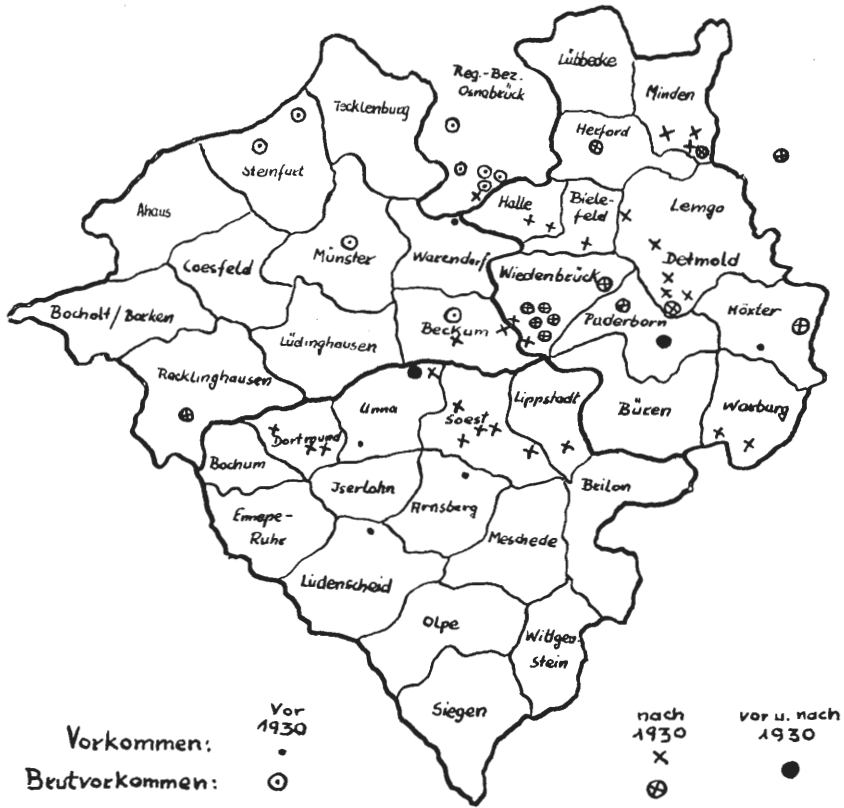 Lübbecke
Reg.-Bez.
Osnabrück
Minden
Tecklenburg
Herford
Steinfurt
Ahaus
Halle
Biele-
feld
Lemgo
Münster
Warendorf
Detmold
Coesfeld
Wiedenbrück
Bocholt/Borken
Beckum
Paderborn
Höxter
Lüdinghausen
Recklinghausen
Unna
Soest
Lippstadt
Büren
Warburg
Dortmund
Bochum
Iserlohn
Arnsberg
Brilon
Ennepe-
Ruhr
Meschede
Lüdenscheid
Olpe
Wittgen-
stein
Siegen
Vor
1930
nach
1930
vor u. nach
1930
Vorkommen:
Brutvorkommen: